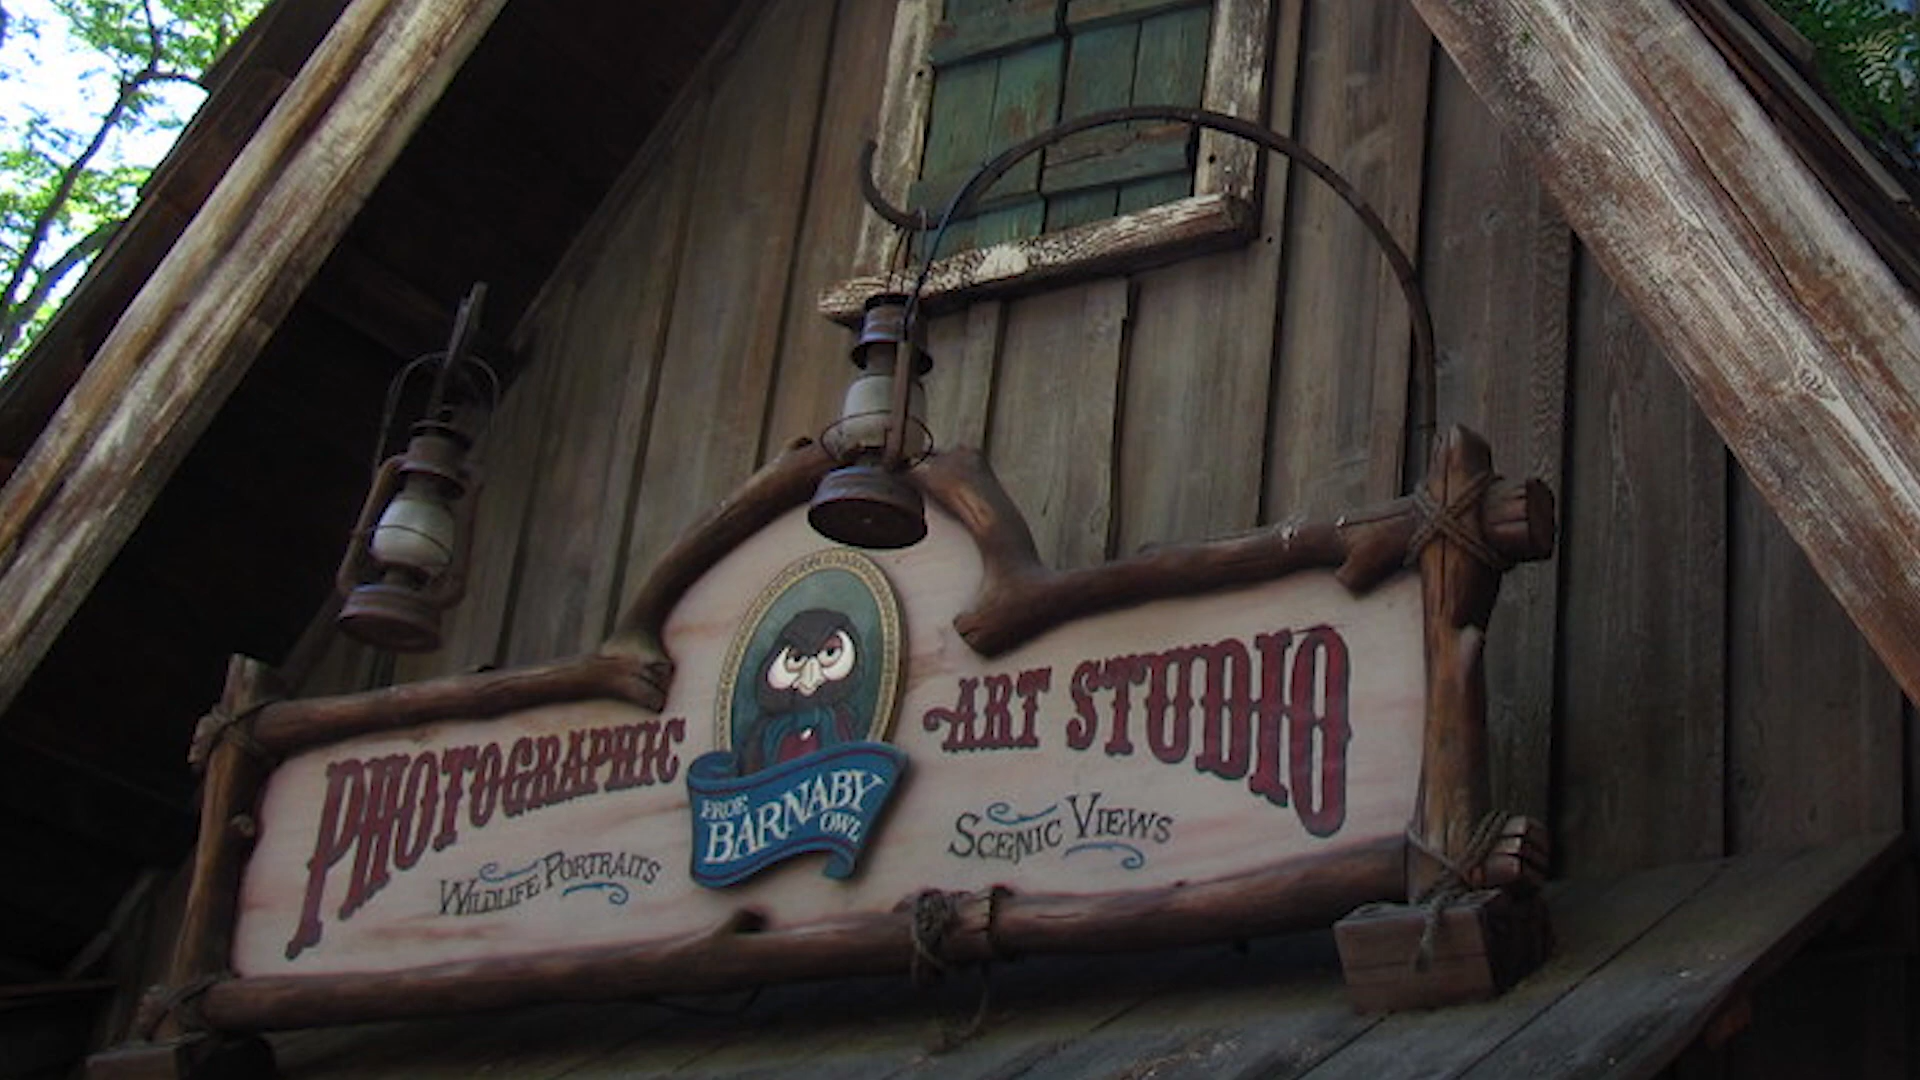 PHOTOGRAPHIC
ART STUDIO
PROF.
BARNABY
OWL
WILDLIFE PORTRAITS
SCENIC VIEWS